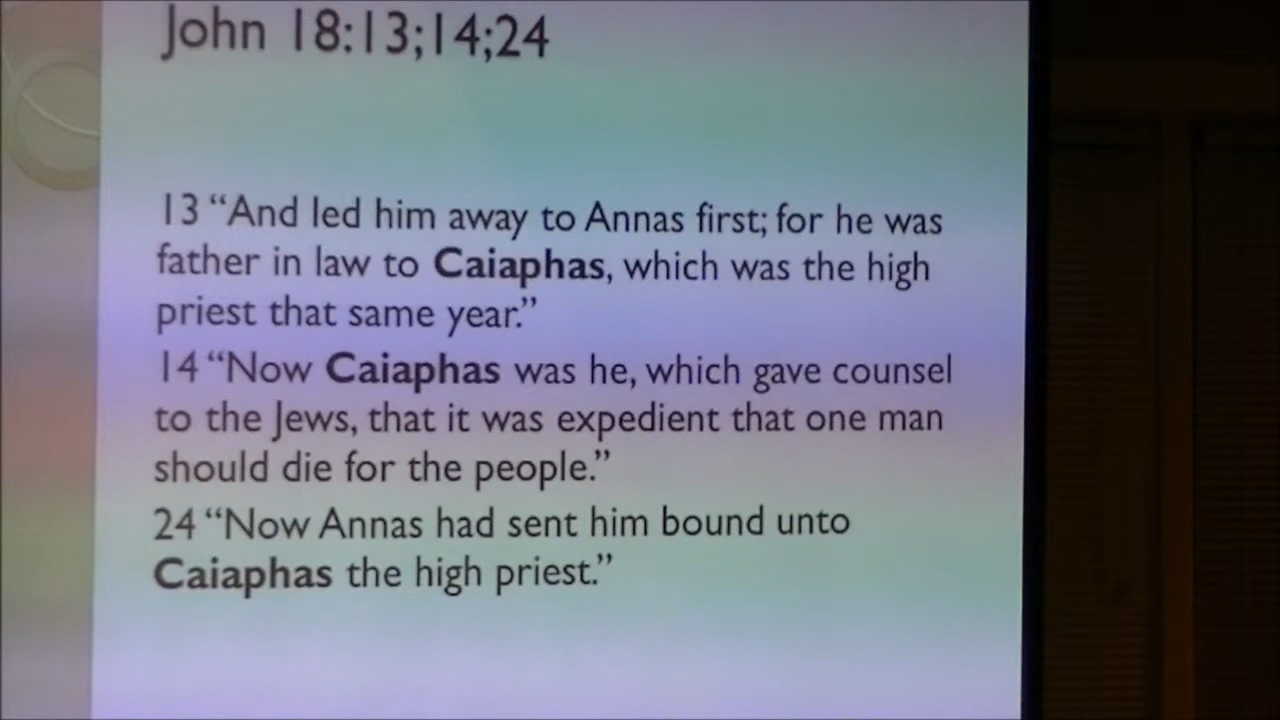 John 18:13;14;24
13 “And led him away to Annas first; for he was
father in law to Caiaphas, which was the high
priest that same year.”
14 “Now Caiaphas was he, which gave counsel
to the Jews, that it was expedient that one man
should die for the people.”
24 “Now Annas had sent him bound unto
Caiaphas the high priest.”